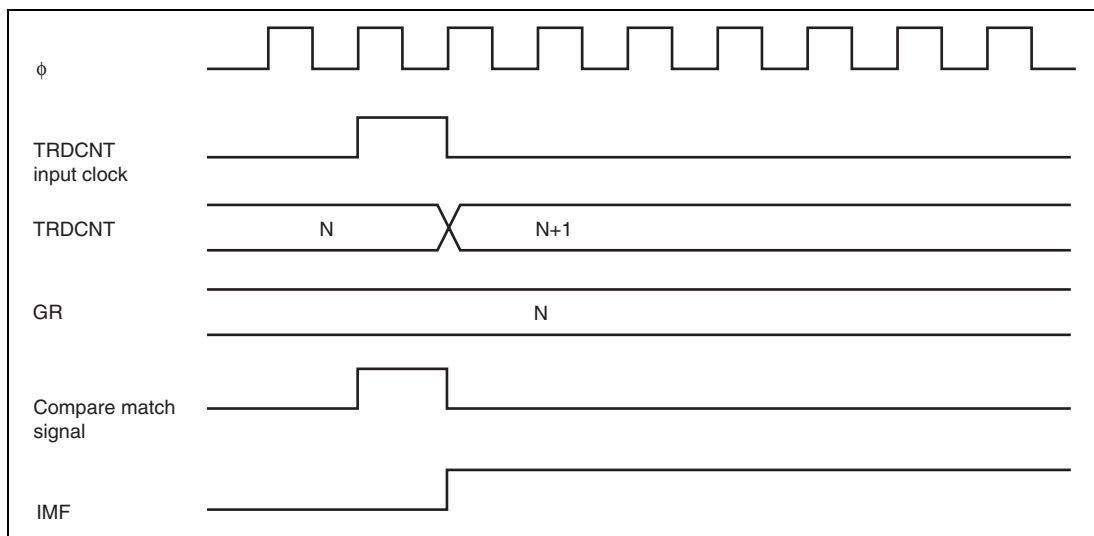 ϕ
TRDCNT
input clock
TRDCNT
N
N+1
GR
N
Compare match
signal
IMF